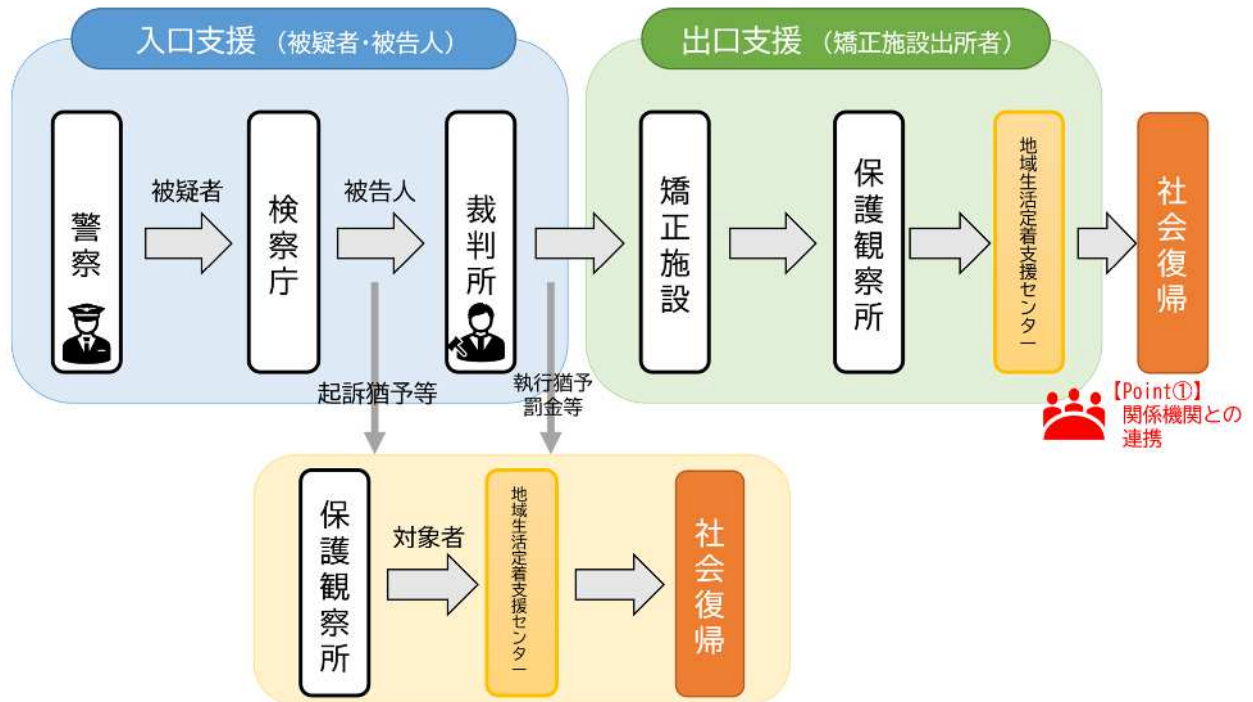 入口支援（被疑者・被告人）
出口支援（矯正施設出所者）
警察
被疑者
検察庁
被告人
裁判所
矯正施設
保護観察所
地域生活定着支援センター
社会復帰
起訴猶予等
執行猶予
罰金等
【Point①】
関係機関との
連携
保護観察所
対象者
地域生活定着支援センター
社会復帰